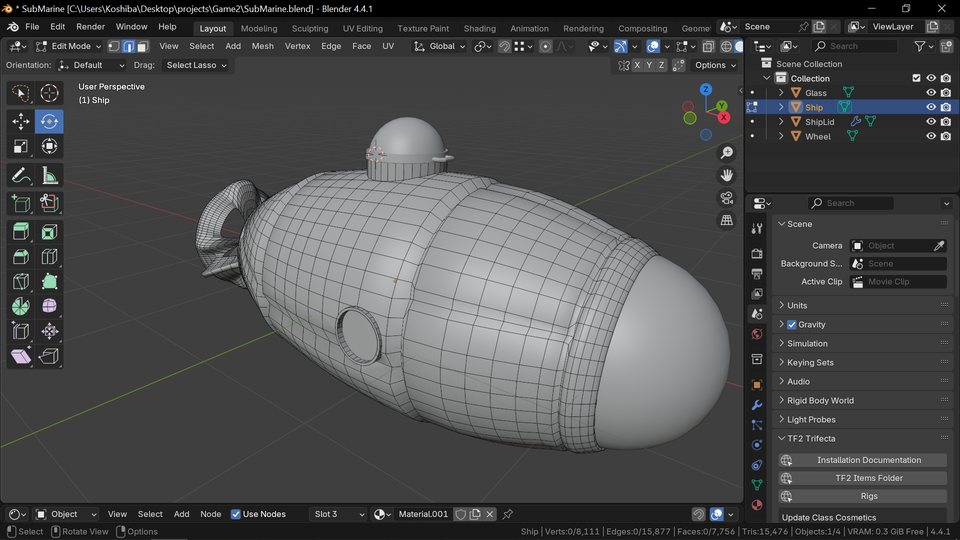 * SubMarine [C:\Users\Koshiba\Desktop\projects\Game2\SubMarine.blend] - Blender 4.4.1
File Edit Render Window Help Layout Modeling Sculpting UV Editing Texture Paint Shading Animation Rendering Compositing Geome Scene ViewLayer
Edit Mode View Select Add Mesh Vertex Edge Face UV Global Search
Orientation: Default Drag: Select Lasso X Y Z Options
Scene Collection
Collection
Glass
Ship
ShipLid
Wheel
User Perspective
(1) Ship
Z
Y
X
Search
Scene
Camera Object
Background S... Scene
Active Clip Movie Clip
Units
Gravity
Simulation
Keying Sets
Audio
Rigid Body World
Light Probes
TF2 Trifecta
Installation Documentation
TF2 Items Folder
Rigs
Update Class Cosmetics
Object View Select Add Node Use Nodes Slot 3 Material.001
Select Rotate View Options Ship | Verts:0/8,111 | Edges:0/15,877 | Faces:0/7,756 | Tris:15,476 | Objects:1/4 | VRAM: 0.3 GiB Free | 4.4.1